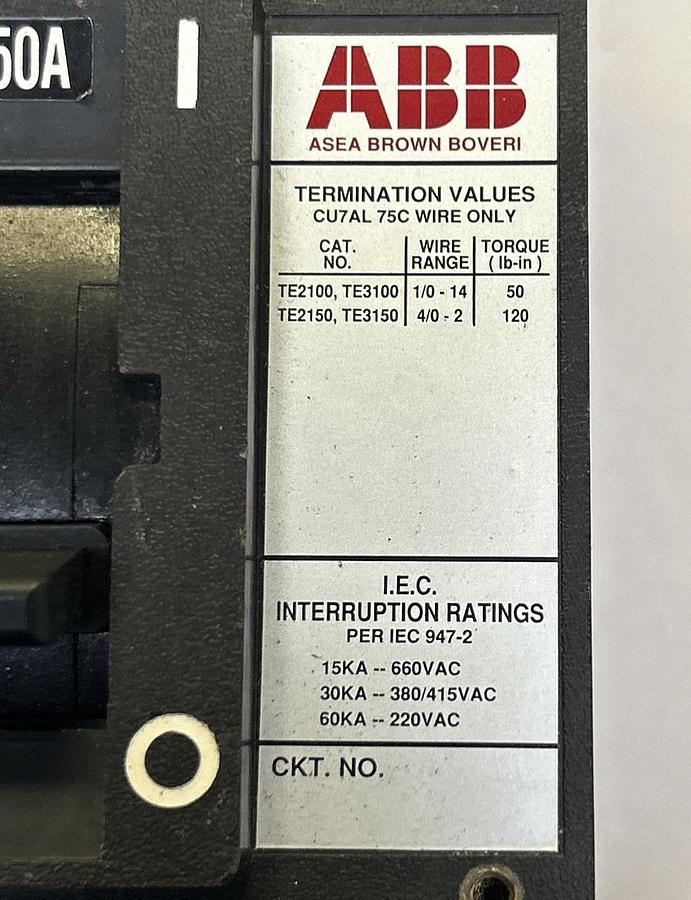 50A
ABB
ASEA BROWN BOVERI
TERMINATION VALUES
CU7AL 75C WIRE ONLY
CAT. NO. WIRE RANGE TORQUE ( lb-in )
TE2100, TE3100 1/0 - 14 50
TE2150, TE3150 4/0 - 2 120
I.E.C.
INTERRUPTION RATINGS
PER IEC 947-2
15KA -- 660VAC
30KA -- 380/415VAC
60KA -- 220VAC
CKT. NO.